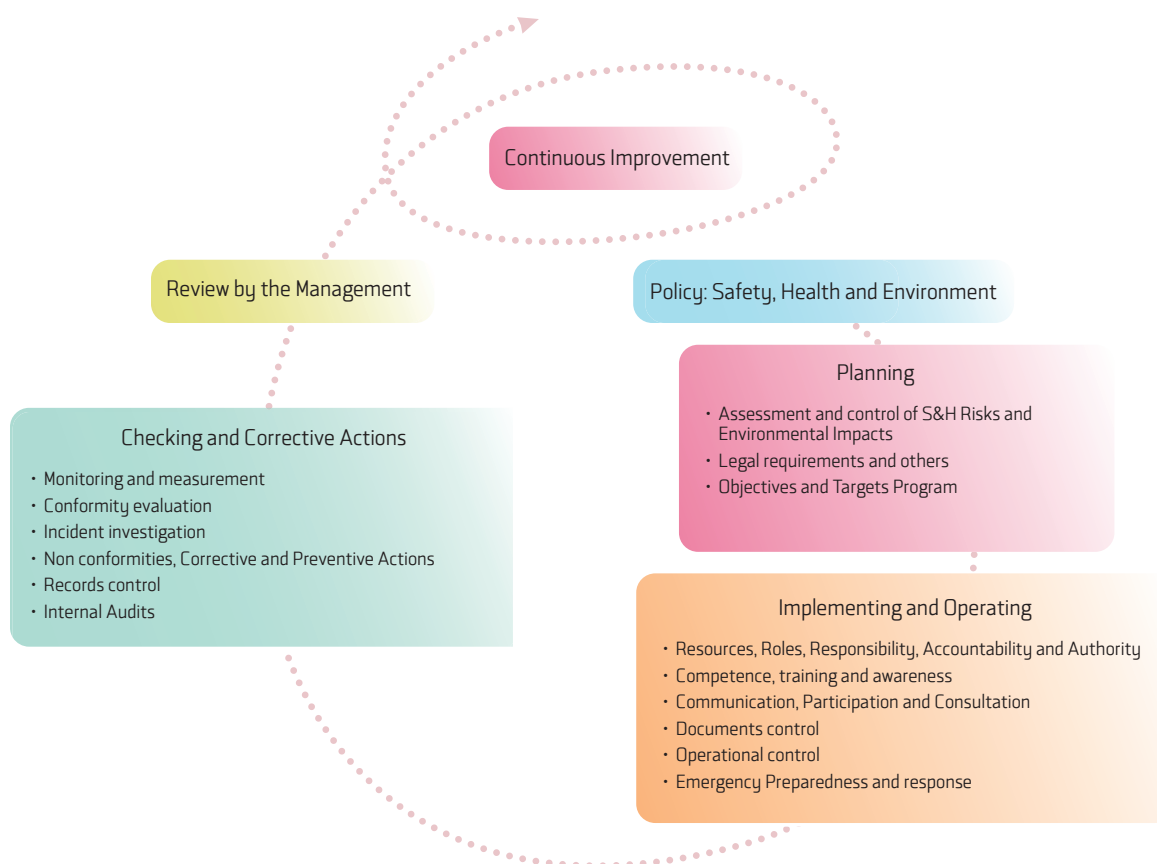 Continuous Improvement
Review by the Management
Policy: Safety, Health and Environment
Planning
• Assessment and control of S&H Risks and
Environmental Impacts
• Legal requirements and others
• Objectives and Targets Program
Checking and Corrective Actions
• Monitoring and measurement
• Conformity evaluation
• Incident investigation
• Non conformities, Corrective and Preventive Actions
• Records control
• Internal Audits
Implementing and Operating
• Resources, Roles, Responsibility, Accountability and Authority
• Competence, training and awareness
• Communication, Participation and Consultation
• Documents control
• Operational control
• Emergency Preparedness and response